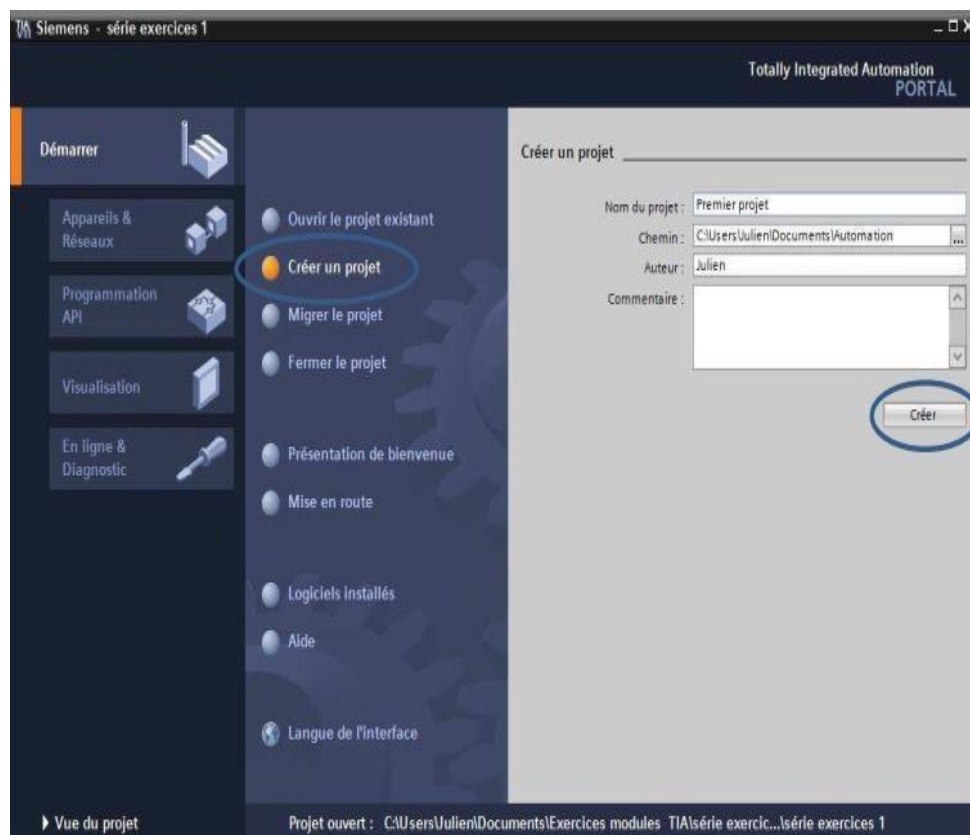 Siemens - série exercices 1
Totally Integrated Automation
PORTAL
Démarrer
Appareils &
Réseaux
Programmation
API
Visualisation
En ligne &
Diagnostic
Ouvrir le projet existant
Créer un projet
Migrer le projet
Fermer le projet
Présentation de bienvenue
Mise en route
Logiciels installés
Aide
Langue de l'interface
Créer un projet
Nom du projet : Premier projet
Chemin : C:\Users\Julien\Documents\Automation ...
Auteur : Julien
Commentaire :
Créer
Vue du projet
Projet ouvert : C:\Users\Julien\Documents\Exercices modules TIA\série exercic...\série exercices 1